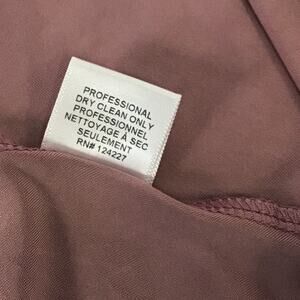 PROFESSIONAL
DRY CLEAN ONLY
PROFESSIONNEL
NETTOYAGE À SEC
SEULEMENT
RN# 124227